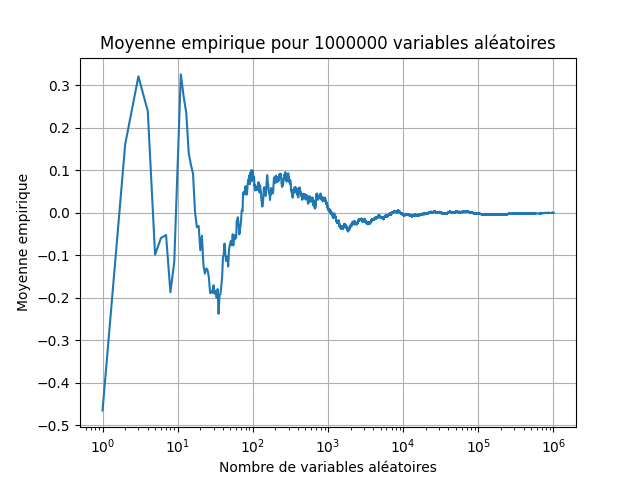 Moyenne empirique pour 1000000 variables aléatoires
Moyenne empirique
0.3
0.2
0.1
0.0
−0.1
−0.2
−0.3
−0.4
−0.5
10⁰ 10¹ 10² 10³ 10⁴ 10⁵ 10⁶
Nombre de variables aléatoires